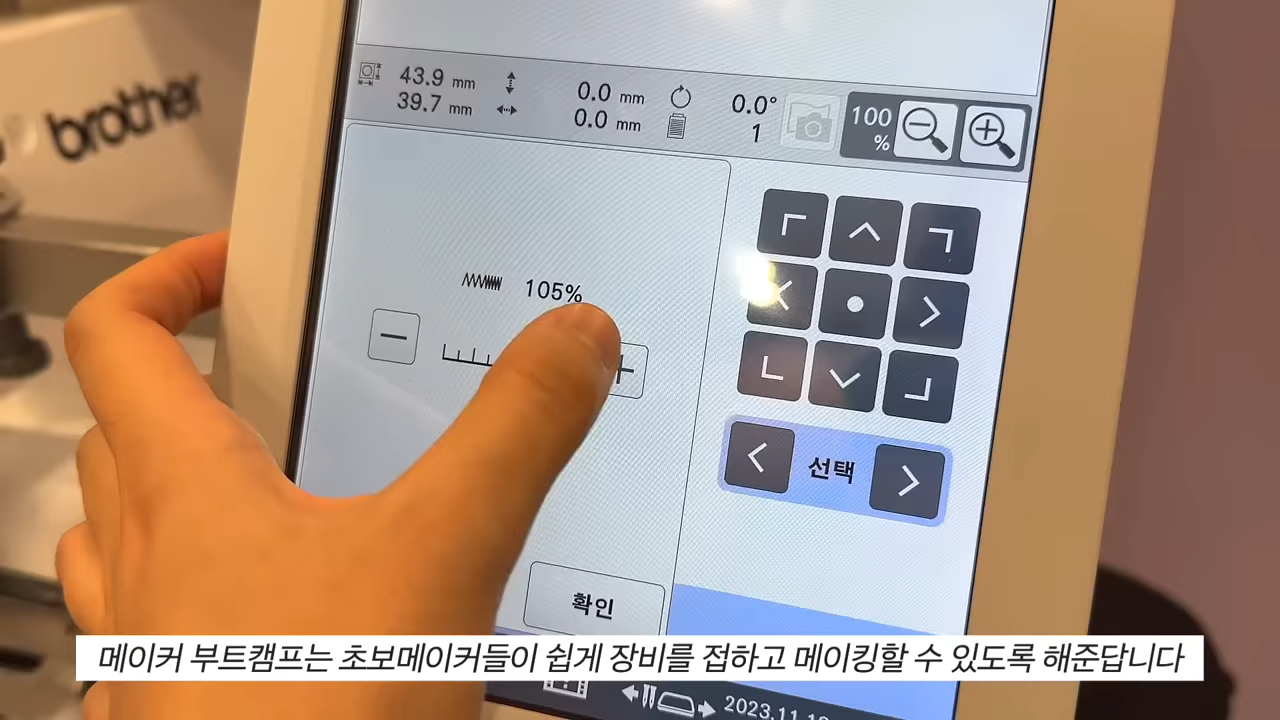 brother
43.9 mm
39.7 mm
0.0 mm
0.0 mm
0.0°
1
100
%
105%
선택
확인
메이커 부트캠프는 초보메이커들이 쉽게 장비를 접하고 메이킹할 수 있도록 해준답니다